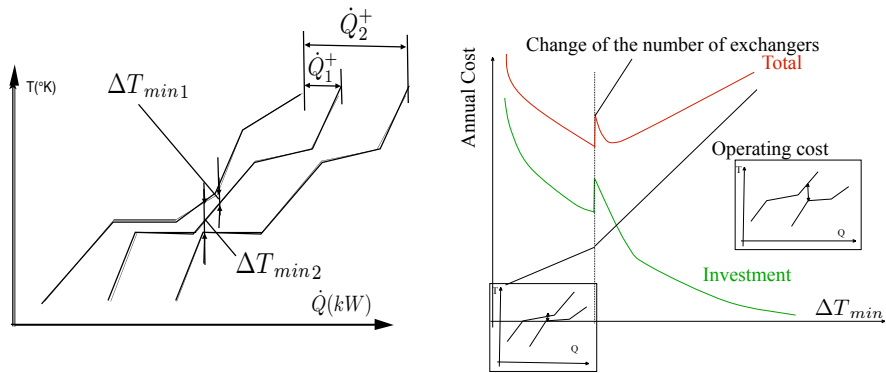 Q̇₂⁺
Q̇₁⁺
T(°K)
ΔT_min1
ΔT_min2
Q̇(kW)
Change of the number of exchangers
Total
Annual Cost
Operating cost
T
Q
Investment
ΔT_min
T
Q